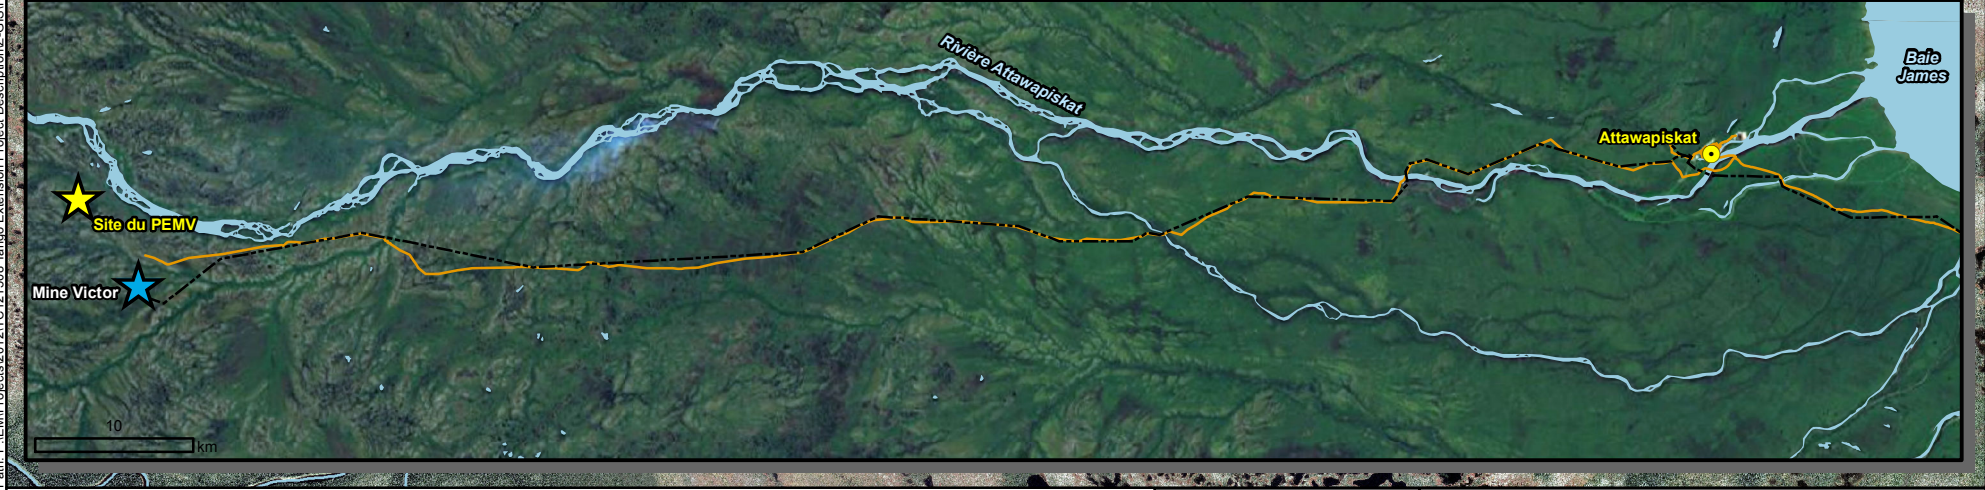 Rivière Attawapiskat
Baie
James
Attawapiskat
Site du PEMV
Mine Victor
10
km